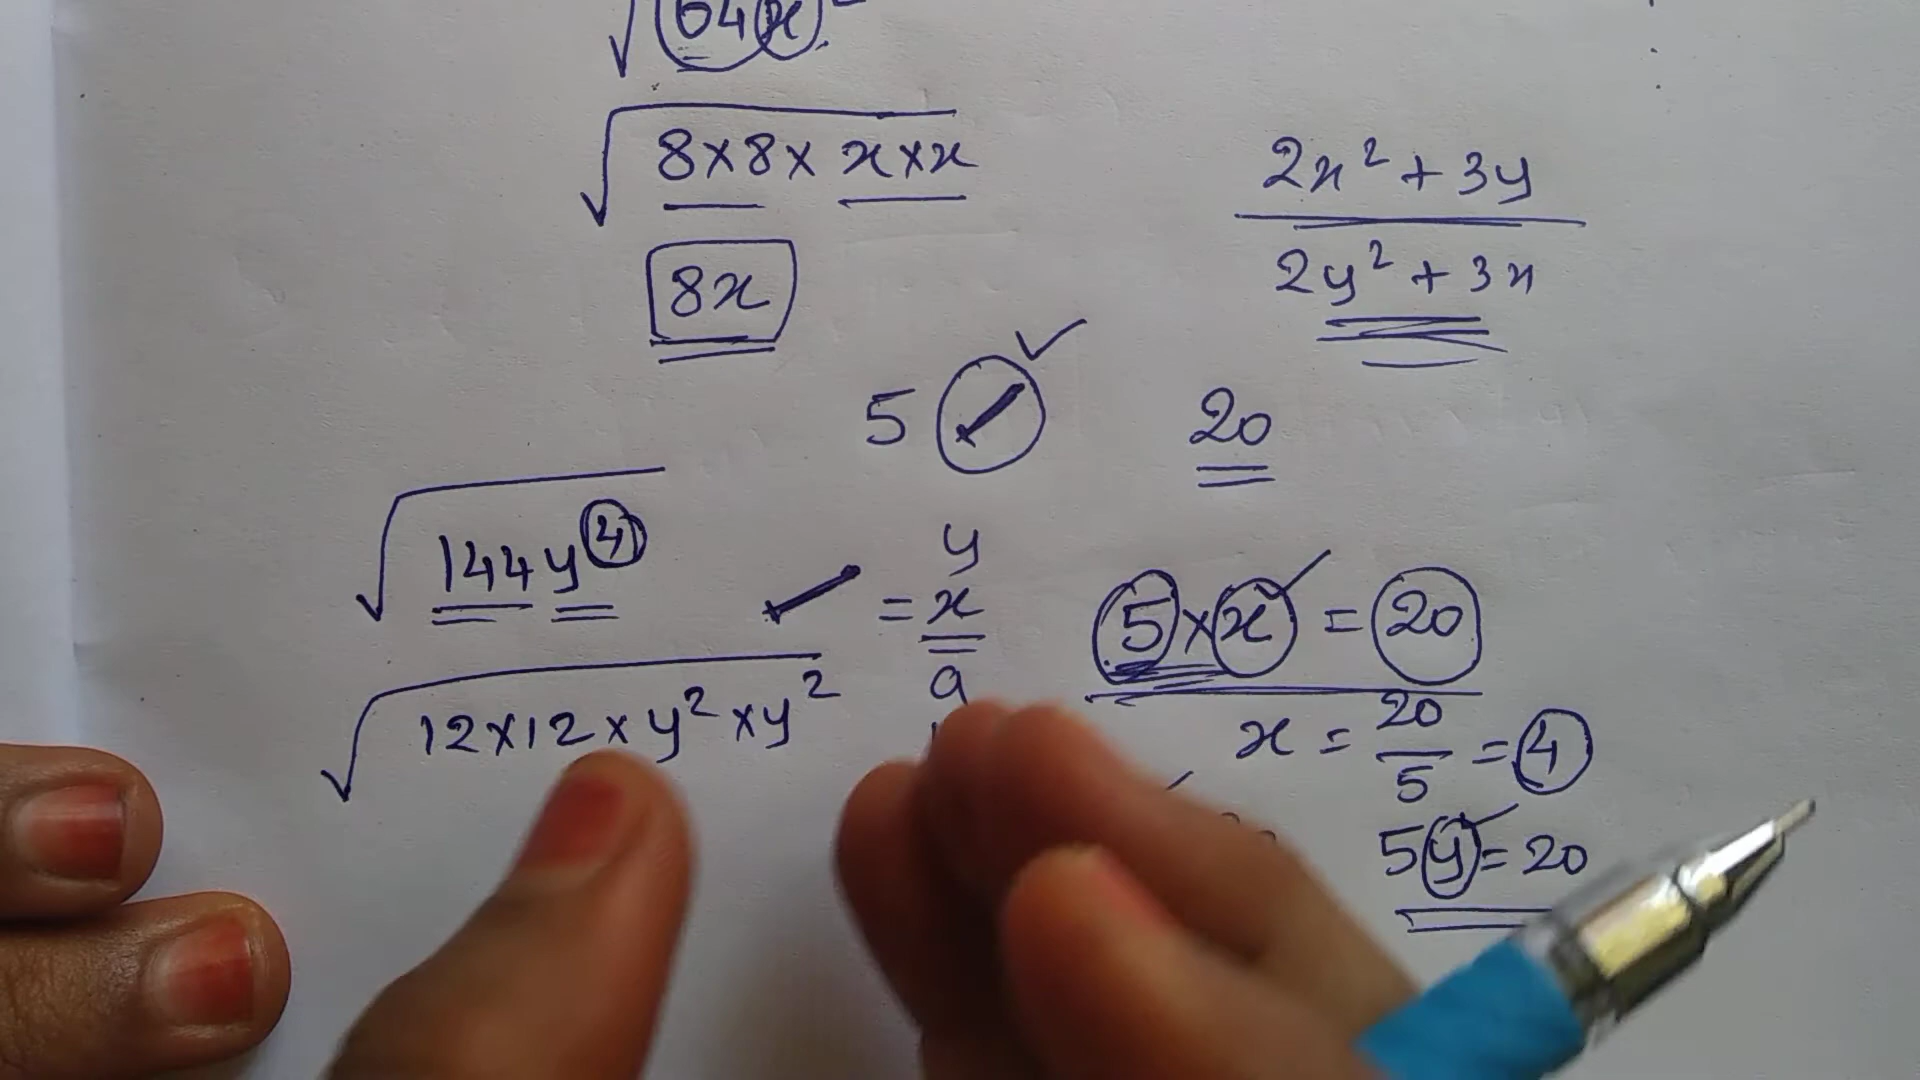 √64x²
√8×8×x×x
8x
2x² + 3y
2y² + 3x
5
20
√144y⁴
= y
x
a
5×x = 20
√12×12×y²×y²
x = 20/5 = 4
5y = 20